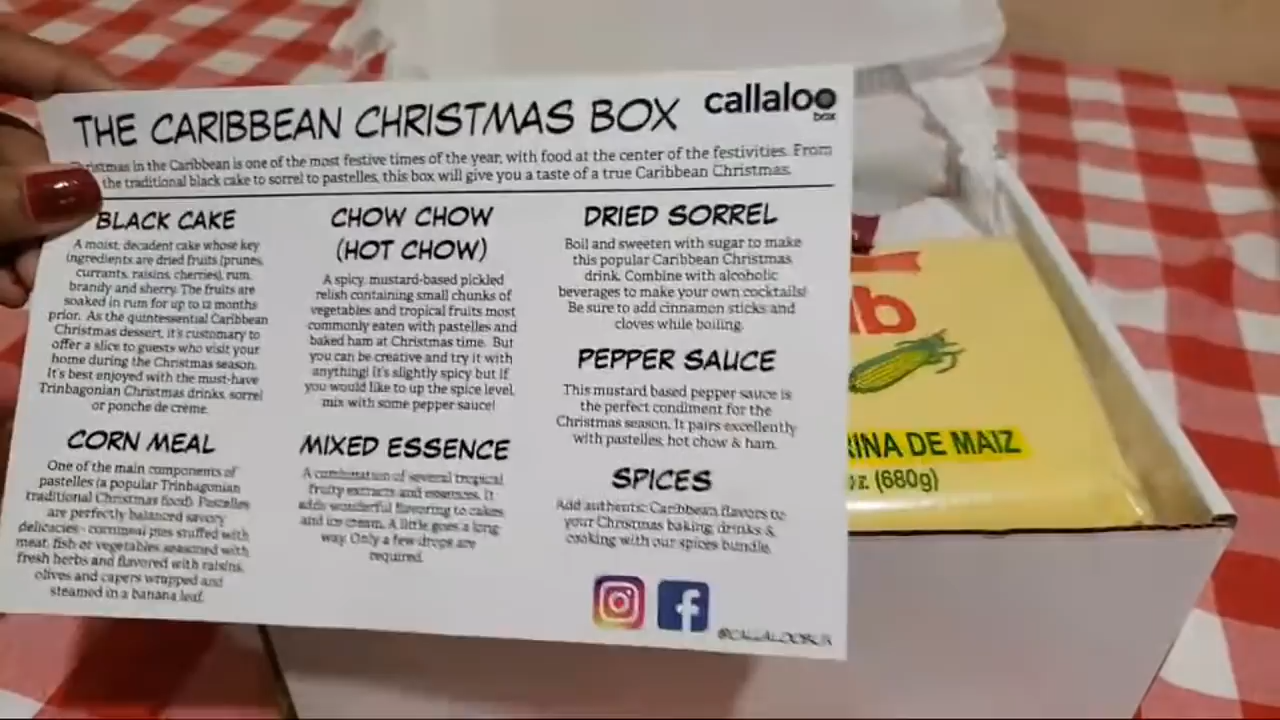 THE CARIBBEAN CHRISTMAS BOX
callaloo
box
Christmas in the Caribbean is one of the most festive times of the year, with food at the center of the festivities. From
the traditional black cake to sorrel to pastelles, this box will give you a taste of a true Caribbean Christmas.
BLACK CAKE
A moist, decadent cake whose key
ingredients are dried fruits (prunes,
currants, raisins, cherries), rum,
brandy and sherry. The fruits are
soaked in rum for up to 12 months
prior. As the quintessential Caribbean
Christmas dessert, it's customary to
offer a slice to guests who visit your
home during the Christmas season.
It's best enjoyed with the must-have
Trinbagonian Christmas drinks, sorrel
or ponche de crème.
CORN MEAL
One of the main components of
pastelles (a popular Trinbagonian
traditional Christmas food). Pastelles
are perfectly balanced savory
delicacies - cornmeal pies stuffed with
meat, fish or vegetables seasoned with
fresh herbs and flavored with raisins,
olives and capers wrapped and
steamed in a banana leaf.
CHOW CHOW
(HOT CHOW)
A spicy, mustard-based pickled
relish containing small chunks of
vegetables and tropical fruits most
commonly eaten with pastelles and
baked ham at Christmas time. But
you can be creative and try it with
anything! It's slightly spicy but if
you would like to up the spice level,
mix with some pepper sauce!
MIXED ESSENCE
A combination of several tropical
fruity extracts and essences. It
adds wonderful flavoring to cakes
and ice cream. A little goes a long
way. Only a few drops are
required.
DRIED SORREL
Boil and sweeten with sugar to make
this popular Caribbean Christmas
drink. Combine with alcoholic
beverages to make your own cocktails!
Be sure to add cinnamon sticks and
cloves while boiling.
PEPPER SAUCE
This mustard based pepper sauce is
the perfect condiment for the
Christmas season. It pairs excellently
with pastelles, hot chow & ham.
SPICES
Add authentic Caribbean flavors to
your Christmas baking, drinks &
cooking with our spices bundle.
@CALLALOOBOX
b
RINA DE MAIZ
oz. (680g)